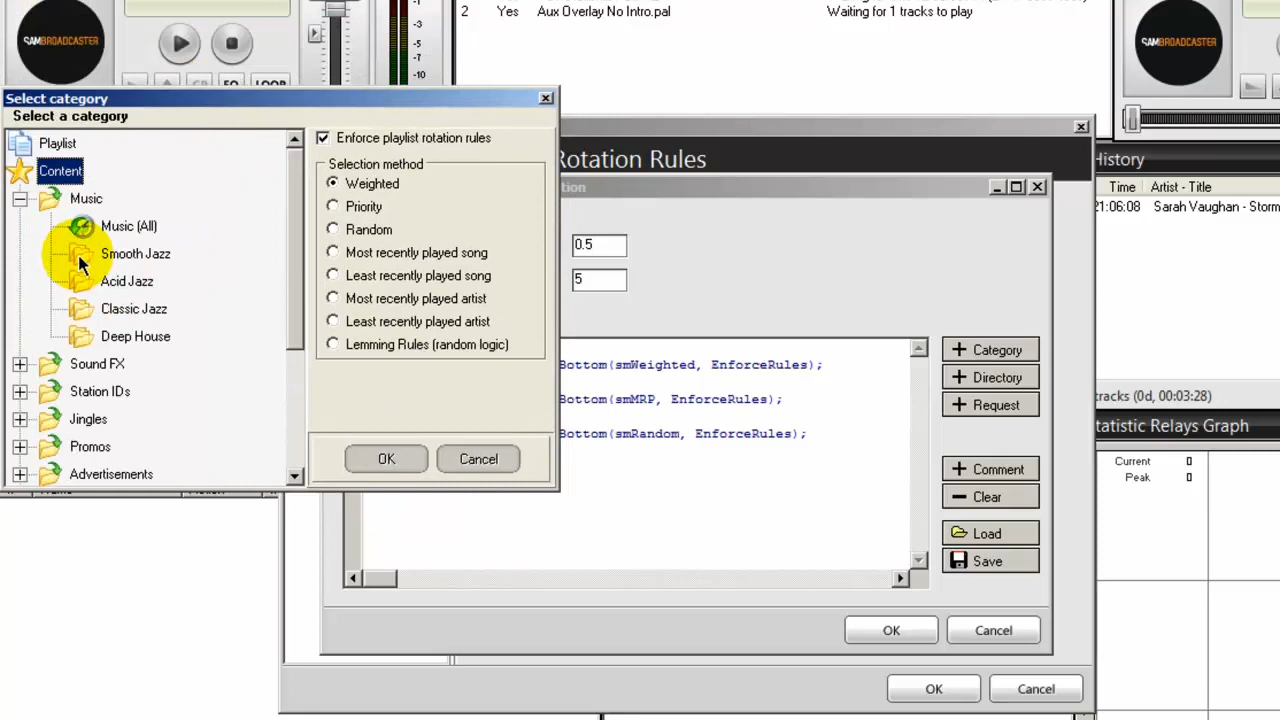 -3
-5
-7
-10
2 Yes Aux Overlay No Intro.pal Waiting for 1 tracks to play
SAMBROADCASTER
SAMBROADCASTER
EQ LOOP
Select category
Select a category
Playlist
Content
Music
Music (All)
Smooth Jazz
Acid Jazz
Classic Jazz
Deep House
Sound FX
Station IDs
Jingles
Promos
Advertisements
Enforce playlist rotation rules
Selection method
Weighted
Priority
Random
Most recently played song
Least recently played song
Most recently played artist
Least recently played artist
Lemming Rules (random logic)
OK Cancel
Rotation Rules
0.5
5
Bottom(smWeighted, EnforceRules);
Bottom(smMRP, EnforceRules);
Bottom(smRandom, EnforceRules);
+ Category
+ Directory
+ Request
+ Comment
Clear
Load
Save
OK Cancel
OK Cancel
History
Time Artist - Title
21:06:08 Sarah Vaughan - Storm
tracks (0d, 00:03:28)
tatistic Relays Graph
Current 0
Peak 0